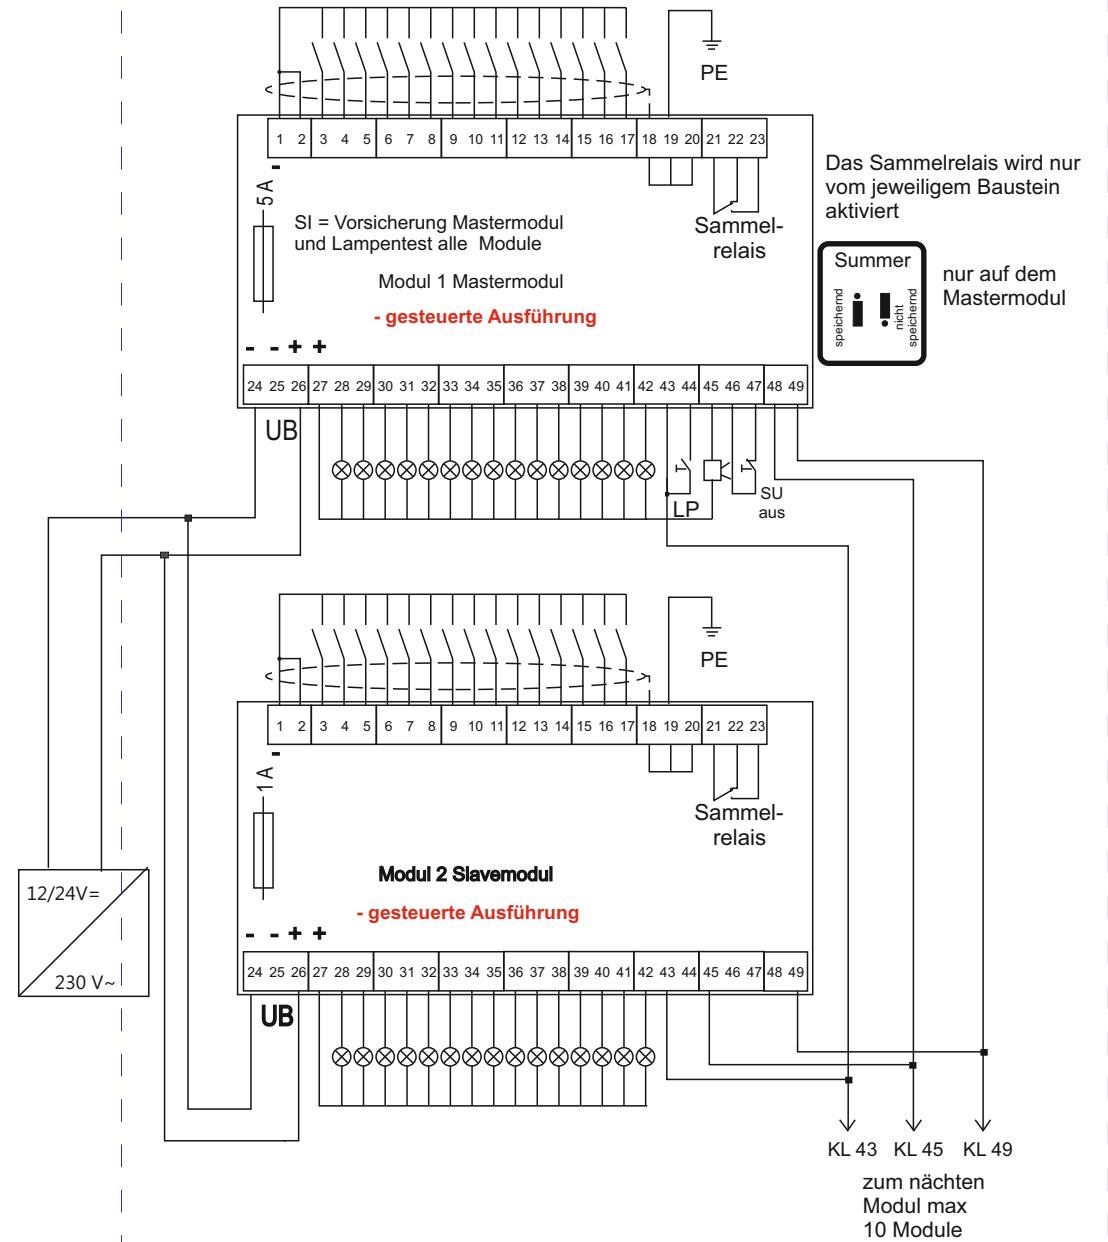 PE
1 2 3 4 5 6 7 8 9 10 11 12 13 14 15 16 17 18 19 20 21 22 23
-
5 A
SI = Vorsicherung Mastermodul
und Lampentest alle Module
Modul 1 Mastermodul
- gesteuerte Ausführung
Sammel-
relais
Das Sammelrelais wird nur
vom jeweiligem Baustein
aktiviert
Summer
speichernd
nicht
speichernd
nur auf dem
Mastermodul
- - + +
24 25 26 27 28 29 30 31 32 33 34 35 36 37 38 39 40 41 42 43 44 45 46 47 48 49
UB
LP
SU
aus
PE
1 2 3 4 5 6 7 8 9 10 11 12 13 14 15 16 17 18 19 20 21 22 23
-
1 A
Sammel-
relais
Modul 2 Slavemodul
- gesteuerte Ausführung
- - + +
24 25 26 27 28 29 30 31 32 33 34 35 36 37 38 39 40 41 42 43 44 45 46 47 48 49
UB
12/24V=
230 V~
KL 43 KL 45 KL 49
zum nächten
Modul max
10 Module